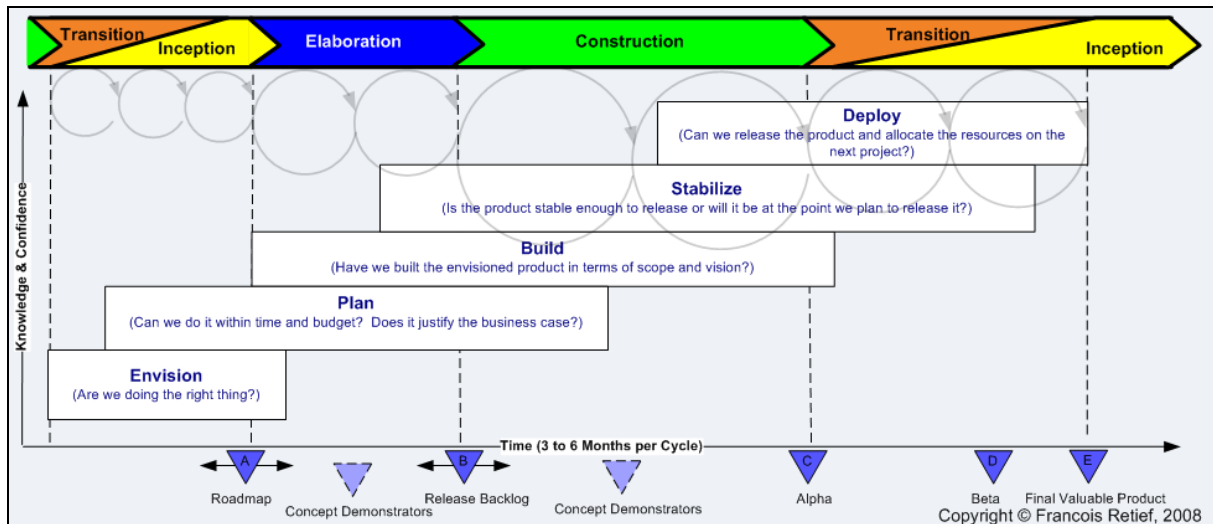 Transition
Inception
Elaboration
Construction
Transition
Inception
Knowledge & Confidence
Deploy
(Can we release the product and allocate the resources on the
next project?)
Stabilize
(Is the product stable enough to release or will it be at the point we plan to release it?)
Build
(Have we built the envisioned product in terms of scope and vision?)
Plan
(Can we do it within time and budget?  Does it justify the business case?)
Envision
(Are we doing the right thing?)
Time (3 to 6 Months per Cycle)
A
B
C
D
E
Roadmap
Concept Demonstrators
Release Backlog
Concept Demonstrators
Alpha
Beta
Final Valuable Product
Copyright © Francois Retief, 2008